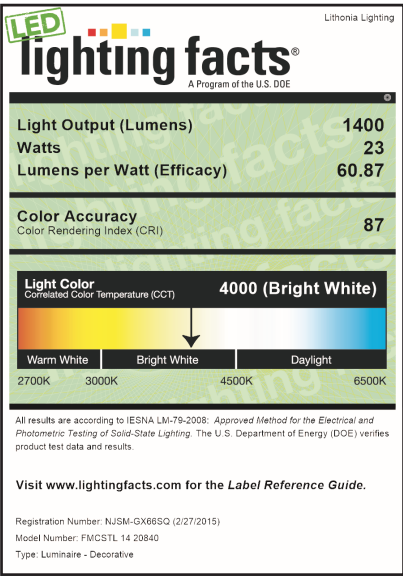 LED
Lithonia Lighting
lighting facts®
A Program of the U.S. DOE
Light Output (Lumens) 1400
Watts 23
Lumens per Watt (Efficacy) 60.87
Color Accuracy
Color Rendering Index (CRI) 87
Light Color
Correlated Color Temperature (CCT) 4000 (Bright White)
Warm White Bright White Daylight
2700K 3000K 4500K 6500K
All results are according to IESNA LM-79-2008: Approved Method for the Electrical and
Photometric Testing of Solid-State Lighting. The U.S. Department of Energy (DOE) verifies
product test data and results.
Visit www.lightingfacts.com for the Label Reference Guide.
Registration Number: NJSM-GX66SQ (2/27/2015)
Model Number: FMCSTL 14 20840
Type: Luminaire - Decorative